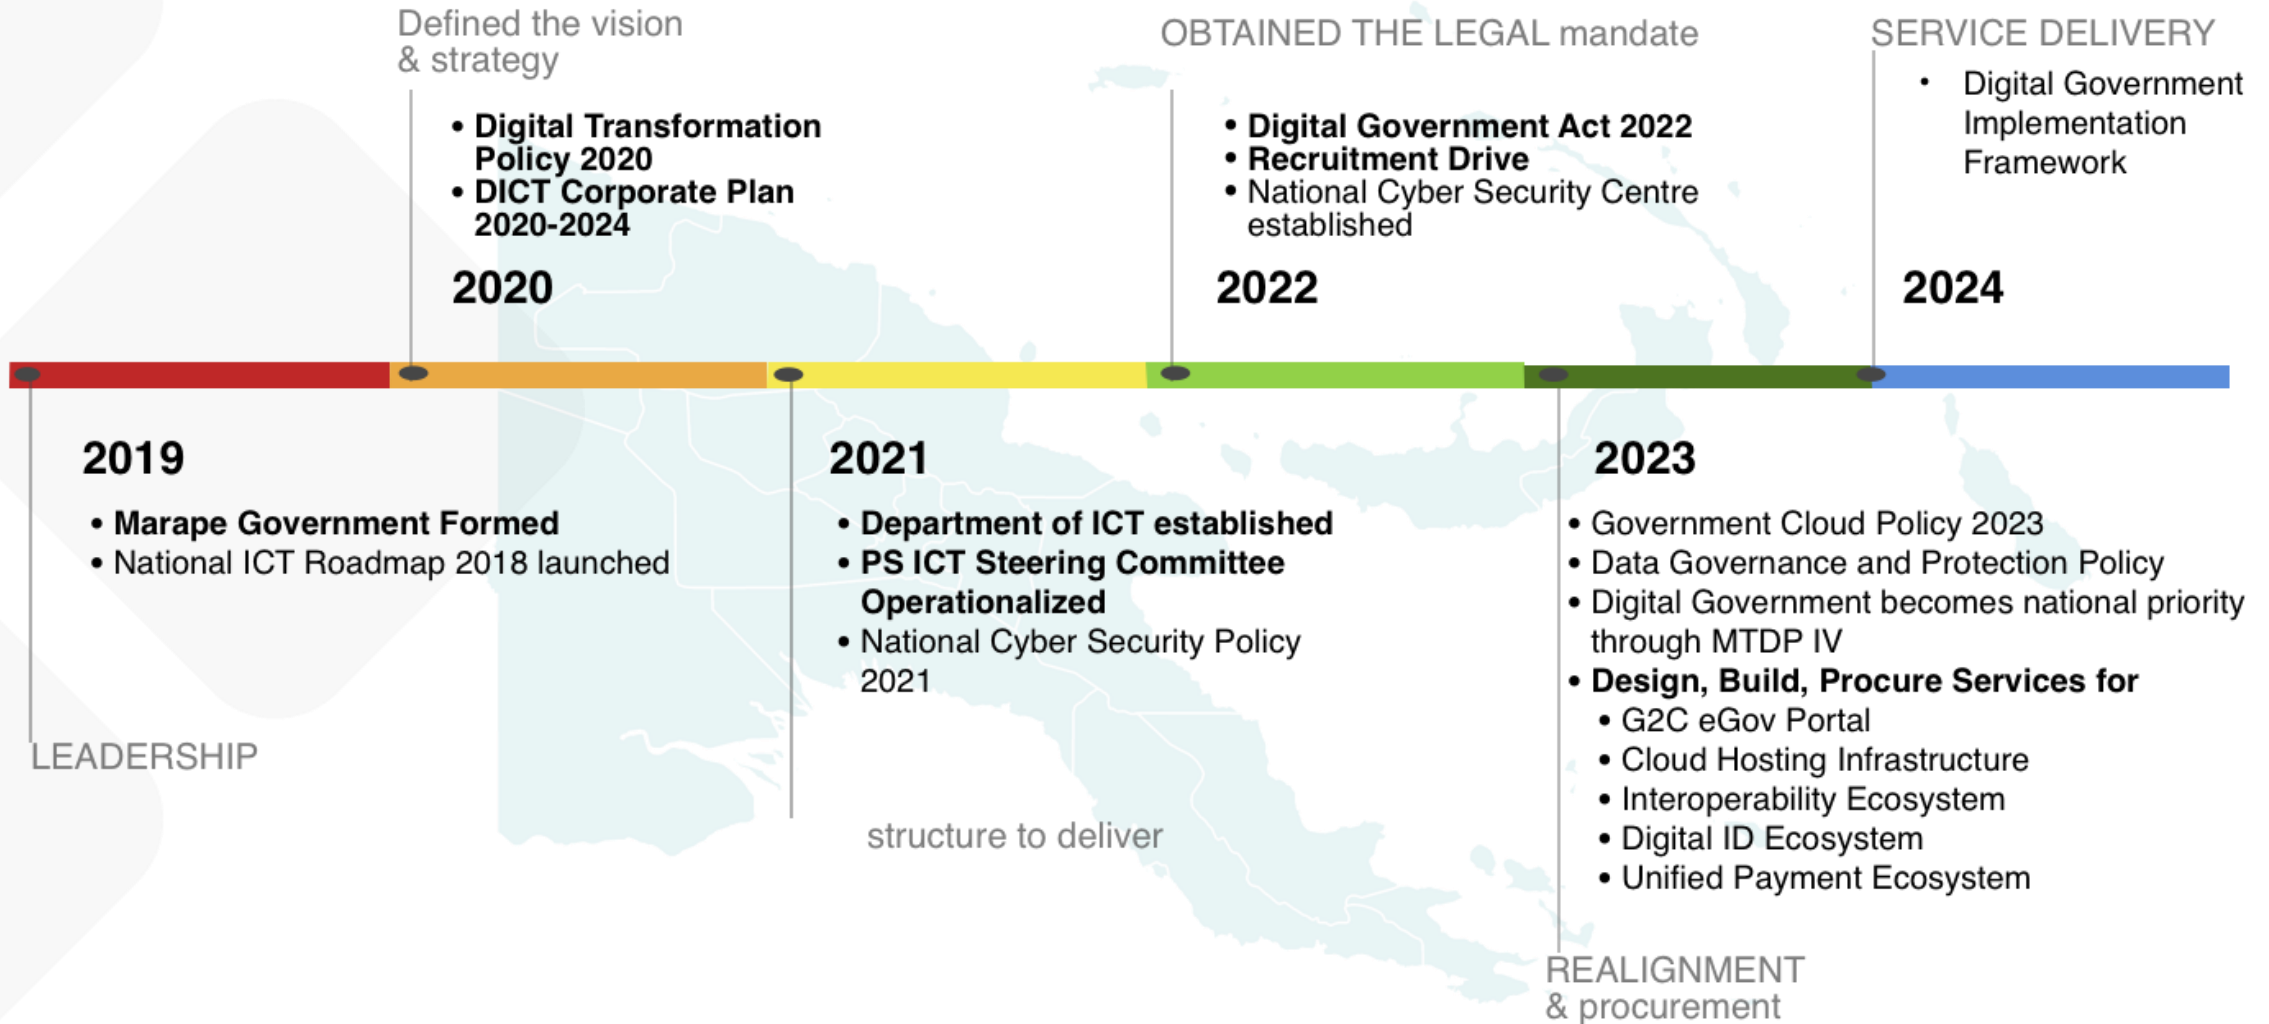 Defined the vision
& strategy
• Digital Transformation
Policy 2020
• DICT Corporate Plan
2020-2024
2020
OBTAINED THE LEGAL mandate
• Digital Government Act 2022
• Recruitment Drive
• National Cyber Security Centre
established
2022
SERVICE DELIVERY
• Digital Government
Implementation
Framework
2024
2019
• Marape Government Formed
• National ICT Roadmap 2018 launched
LEADERSHIP
2021
• Department of ICT established
• PS ICT Steering Committee
Operationalized
• National Cyber Security Policy
2021
structure to deliver
2023
• Government Cloud Policy 2023
• Data Governance and Protection Policy
• Digital Government becomes national priority
through MTDP IV
• Design, Build, Procure Services for
• G2C eGov Portal
• Cloud Hosting Infrastructure
• Interoperability Ecosystem
• Digital ID Ecosystem
• Unified Payment Ecosystem
REALIGNMENT
& procurement